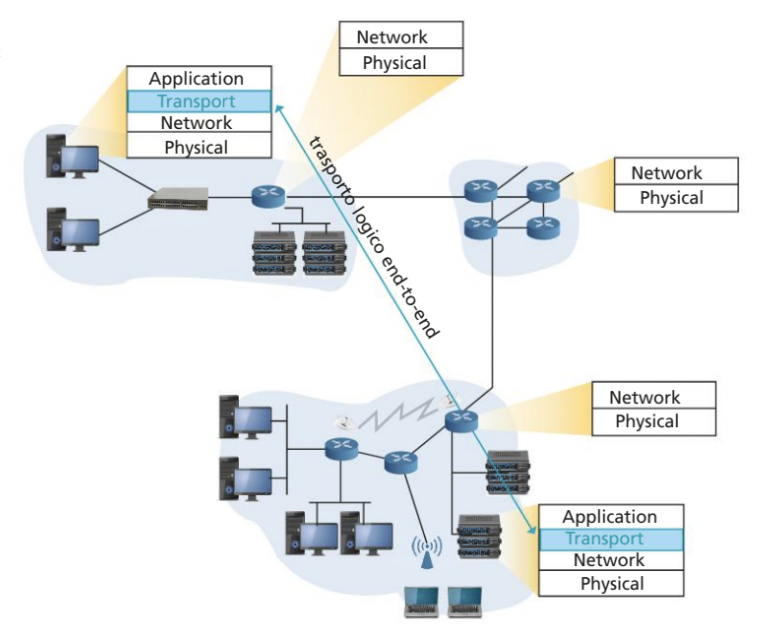 Network
Physical
Application
Transport
Network
Physical
trasporto logico end-to-end
Network
Physical
Network
Physical
Application
Transport
Network
Physical